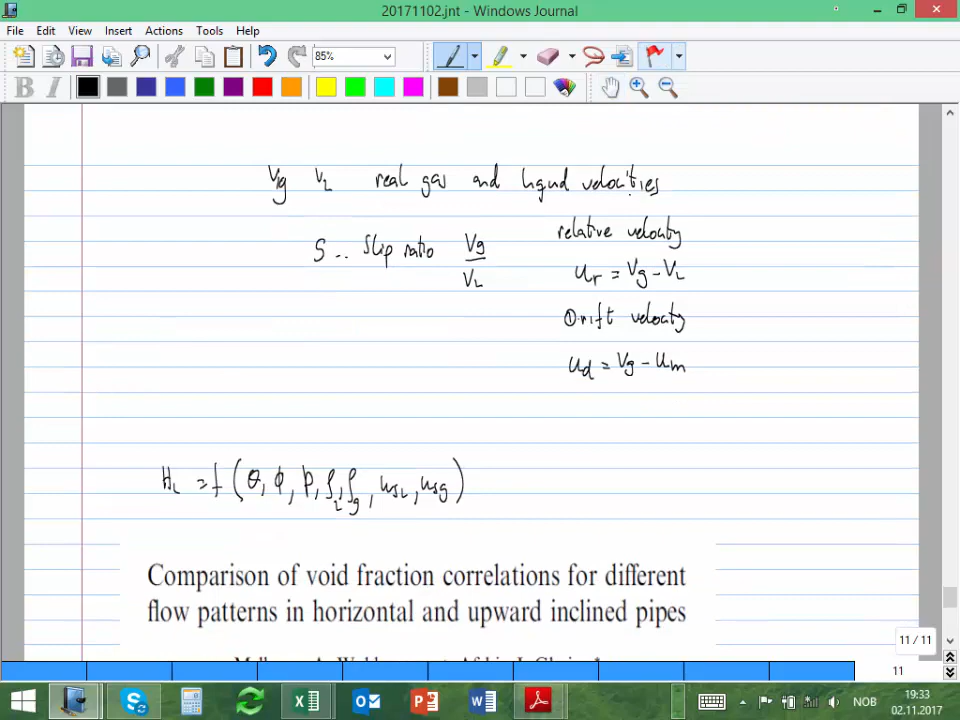 20171102.jnt - Windows Journal
File Edit View Insert Actions Tools Help
85%
B I
Vg VL real gas and liquid velocities
S .. Slip ratio Vg
VL
relative velocity
ur = Vg - VL
Drift velocity
ud = Vg - um
HL = f (θ, ϕ, p, ρL, ρg, usL, usg)
Comparison of void fraction correlations for different
flow patterns in horizontal and upward inclined pipes
11 / 11
11
NOB
19:33
02.11.2017